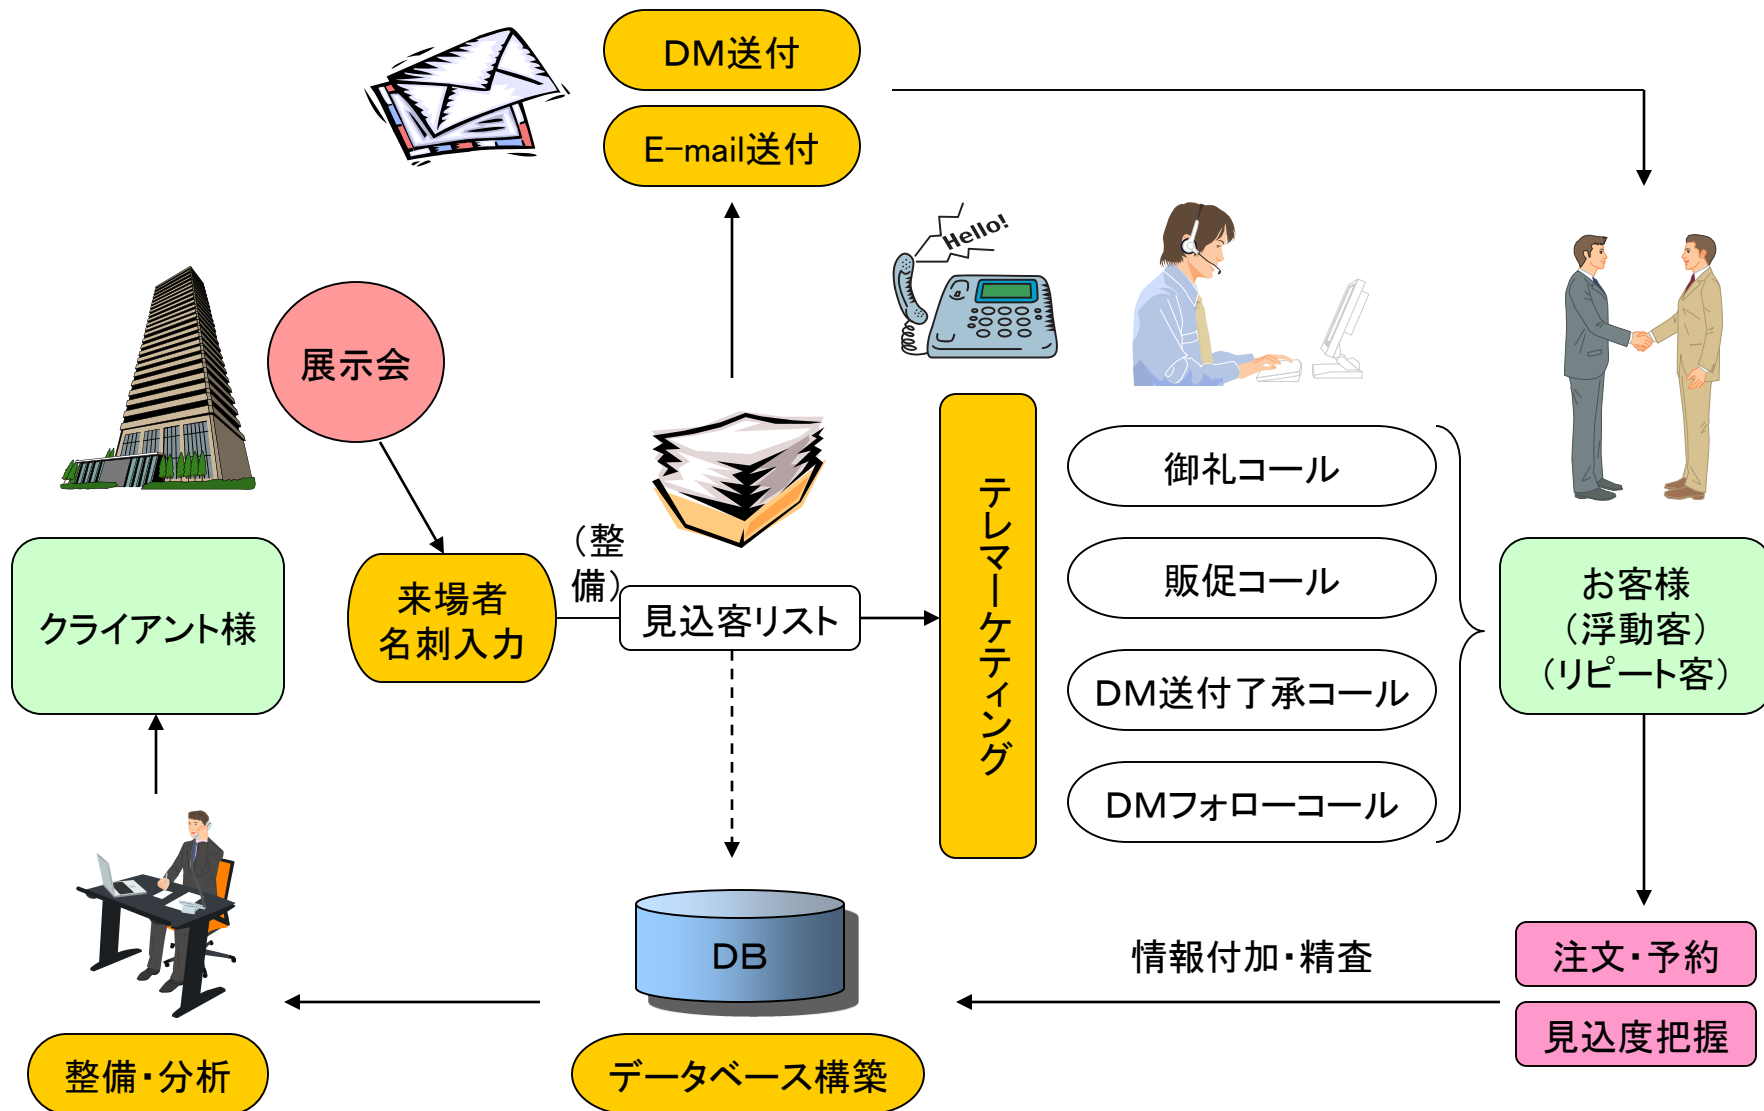 DM送付
E-mail送付
Hello!
展示会
御礼コール
(整
備)
テレマーケティング
販促コール
お客様
(浮動客)
(リピート客)
クライアント様
来場者
名刺入力
見込客リスト
DM送付了承コール
DMフォローコール
DB
情報付加・精査
注文・予約
見込度把握
整備・分析
データベース構築